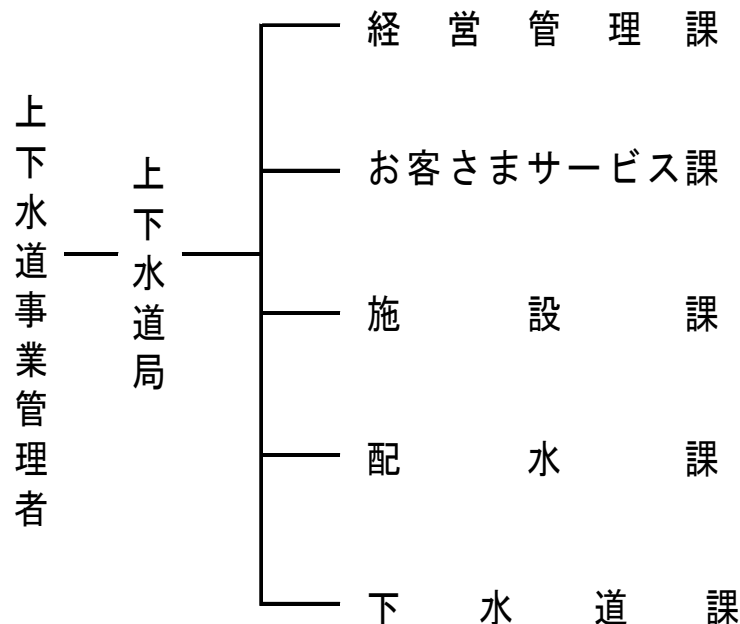 上下水道事業管理者
上下水道局
経営管理課
お客さまサービス課
施設課
配水課
下水道課